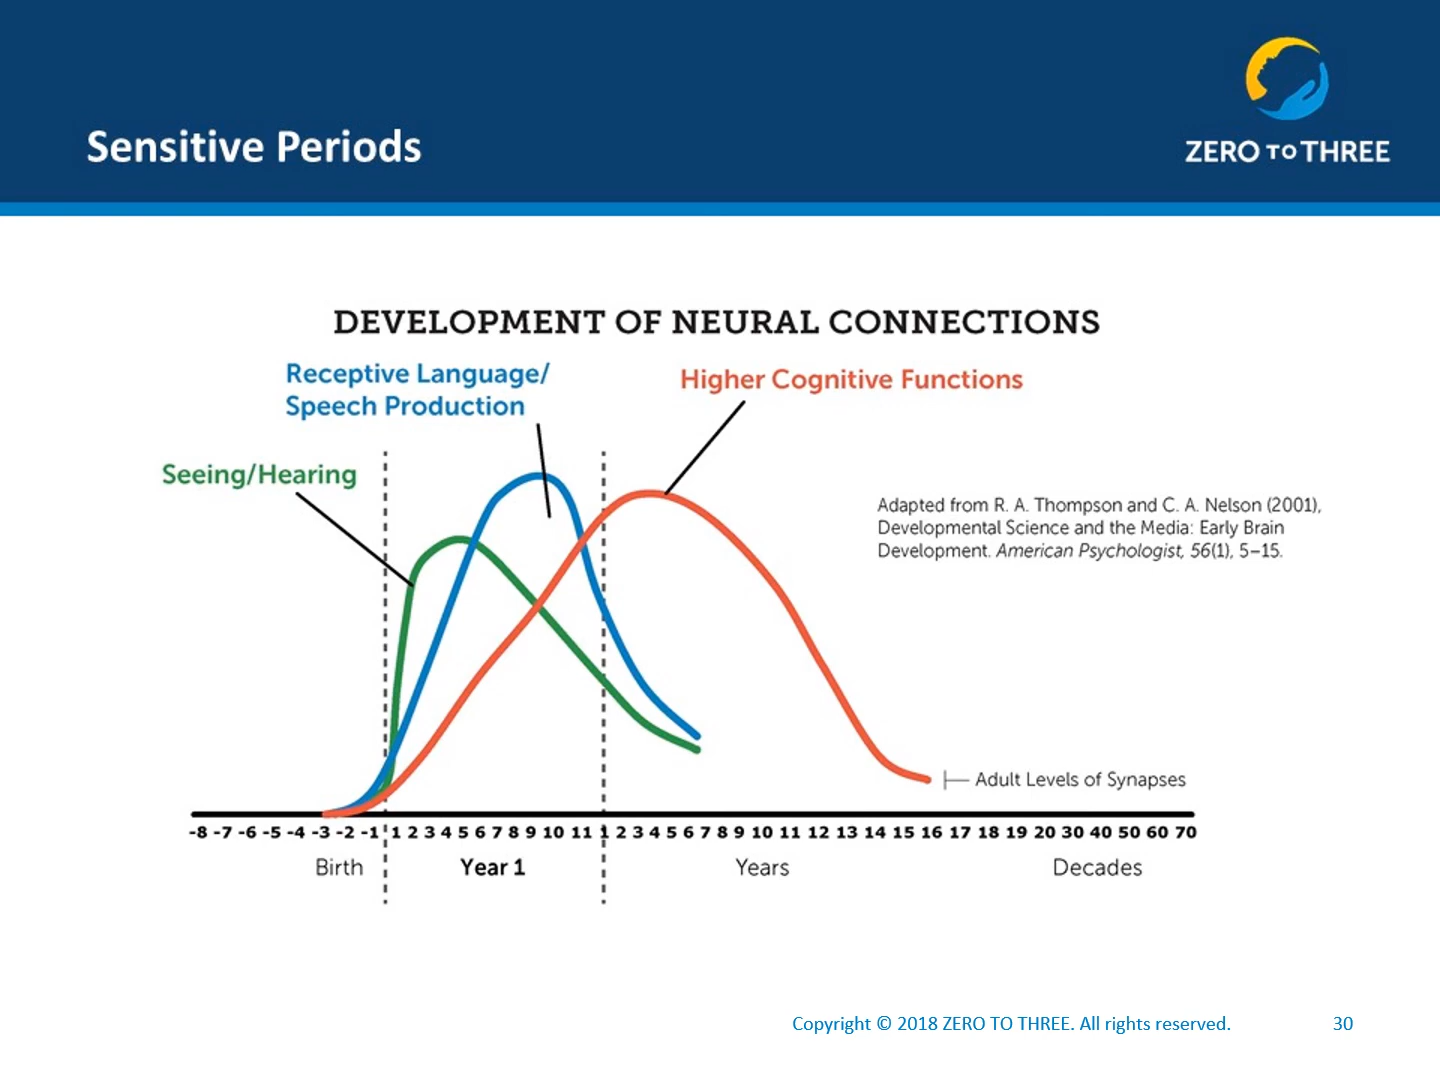 Sensitive Periods
ZERO TO THREE
DEVELOPMENT OF NEURAL CONNECTIONS
Receptive Language/
Speech Production
Higher Cognitive Functions
Seeing/Hearing
Adapted from R. A. Thompson and C. A. Nelson (2001),
Developmental Science and the Media: Early Brain
Development. American Psychologist, 56(1), 5–15.
Adult Levels of Synapses
-8 -7 -6 -5 -4 -3 -2 -1 1 2 3 4 5 6 7 8 9 10 11 1 2 3 4 5 6 7 8 9 10 11 12 13 14 15 16 17 18 19 20 30 40 50 60 70
Birth Year 1 Years Decades
Copyright © 2018 ZERO TO THREE. All rights reserved. 30